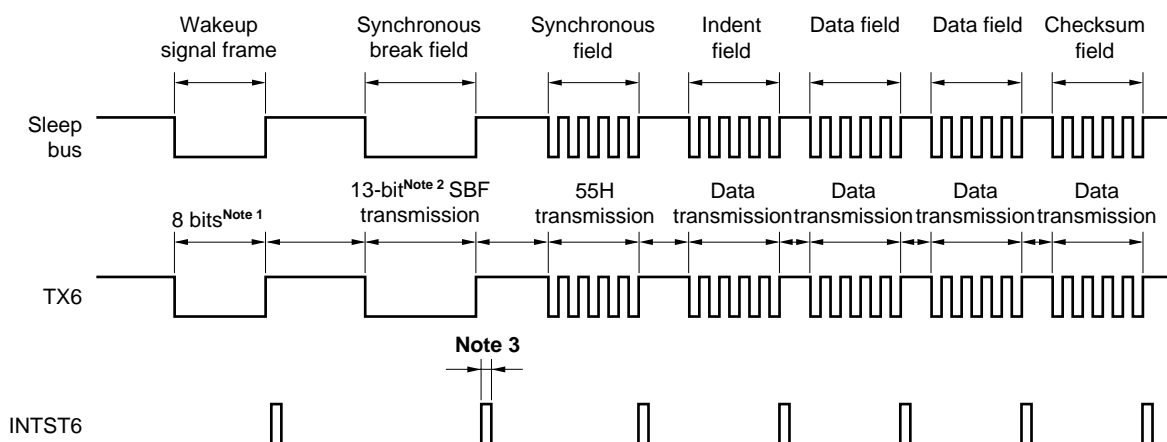 Wakeup
signal frame
Synchronous
break field
Synchronous
field
Indent
field
Data field
Data field
Checksum
field
Sleep
bus
8 bitsNote 1
13-bitNote 2 SBF
transmission
55H
transmission
Data
transmission
Data
transmission
Data
transmission
Data
transmission
TX6
Note 3
INTST6